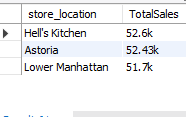 store_location TotalSales
Hell's Kitchen 52.6k
Astoria 52.43k
Lower Manhattan 51.7k